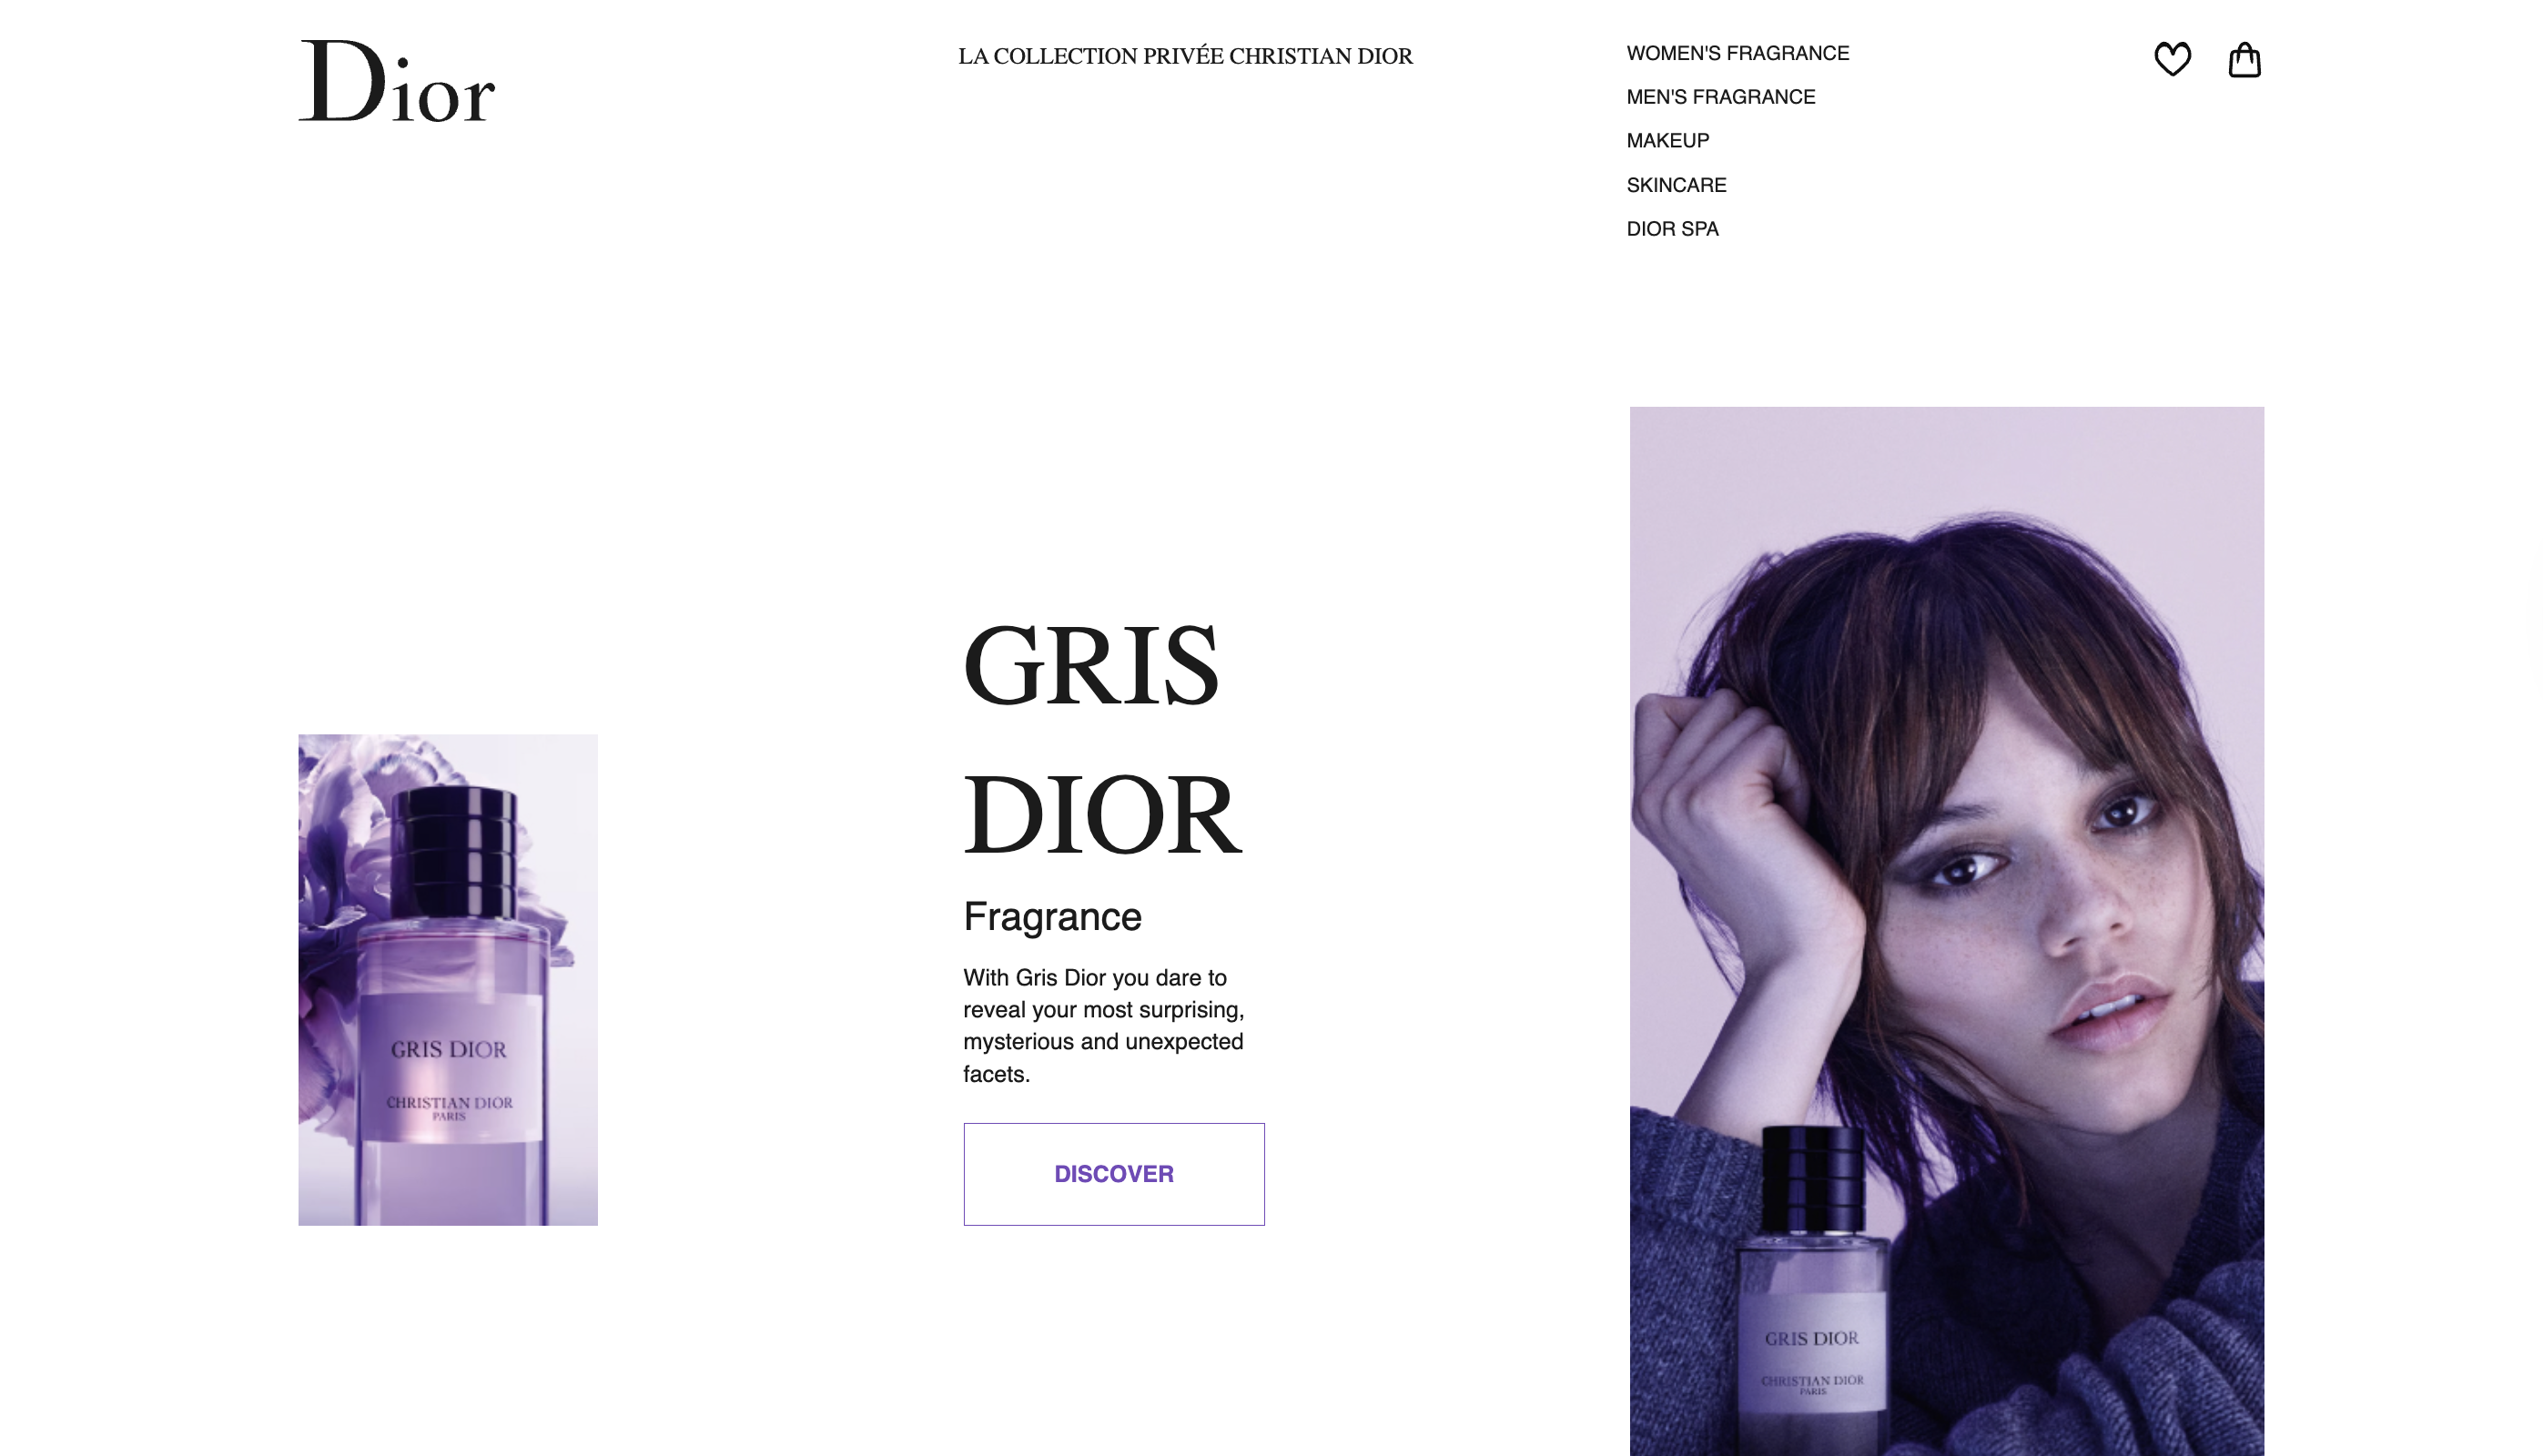 Dior
LA COLLECTION PRIVÉE CHRISTIAN DIOR
WOMEN'S FRAGRANCE
MEN'S FRAGRANCE
MAKEUP
SKINCARE
DIOR SPA
GRIS
DIOR
Fragrance
With Gris Dior you dare to
reveal your most surprising,
mysterious and unexpected
facets.
DISCOVER
GRIS DIOR
CHRISTIAN DIOR
PARIS
GRIS DIOR
CHRISTIAN DIOR
PARIS